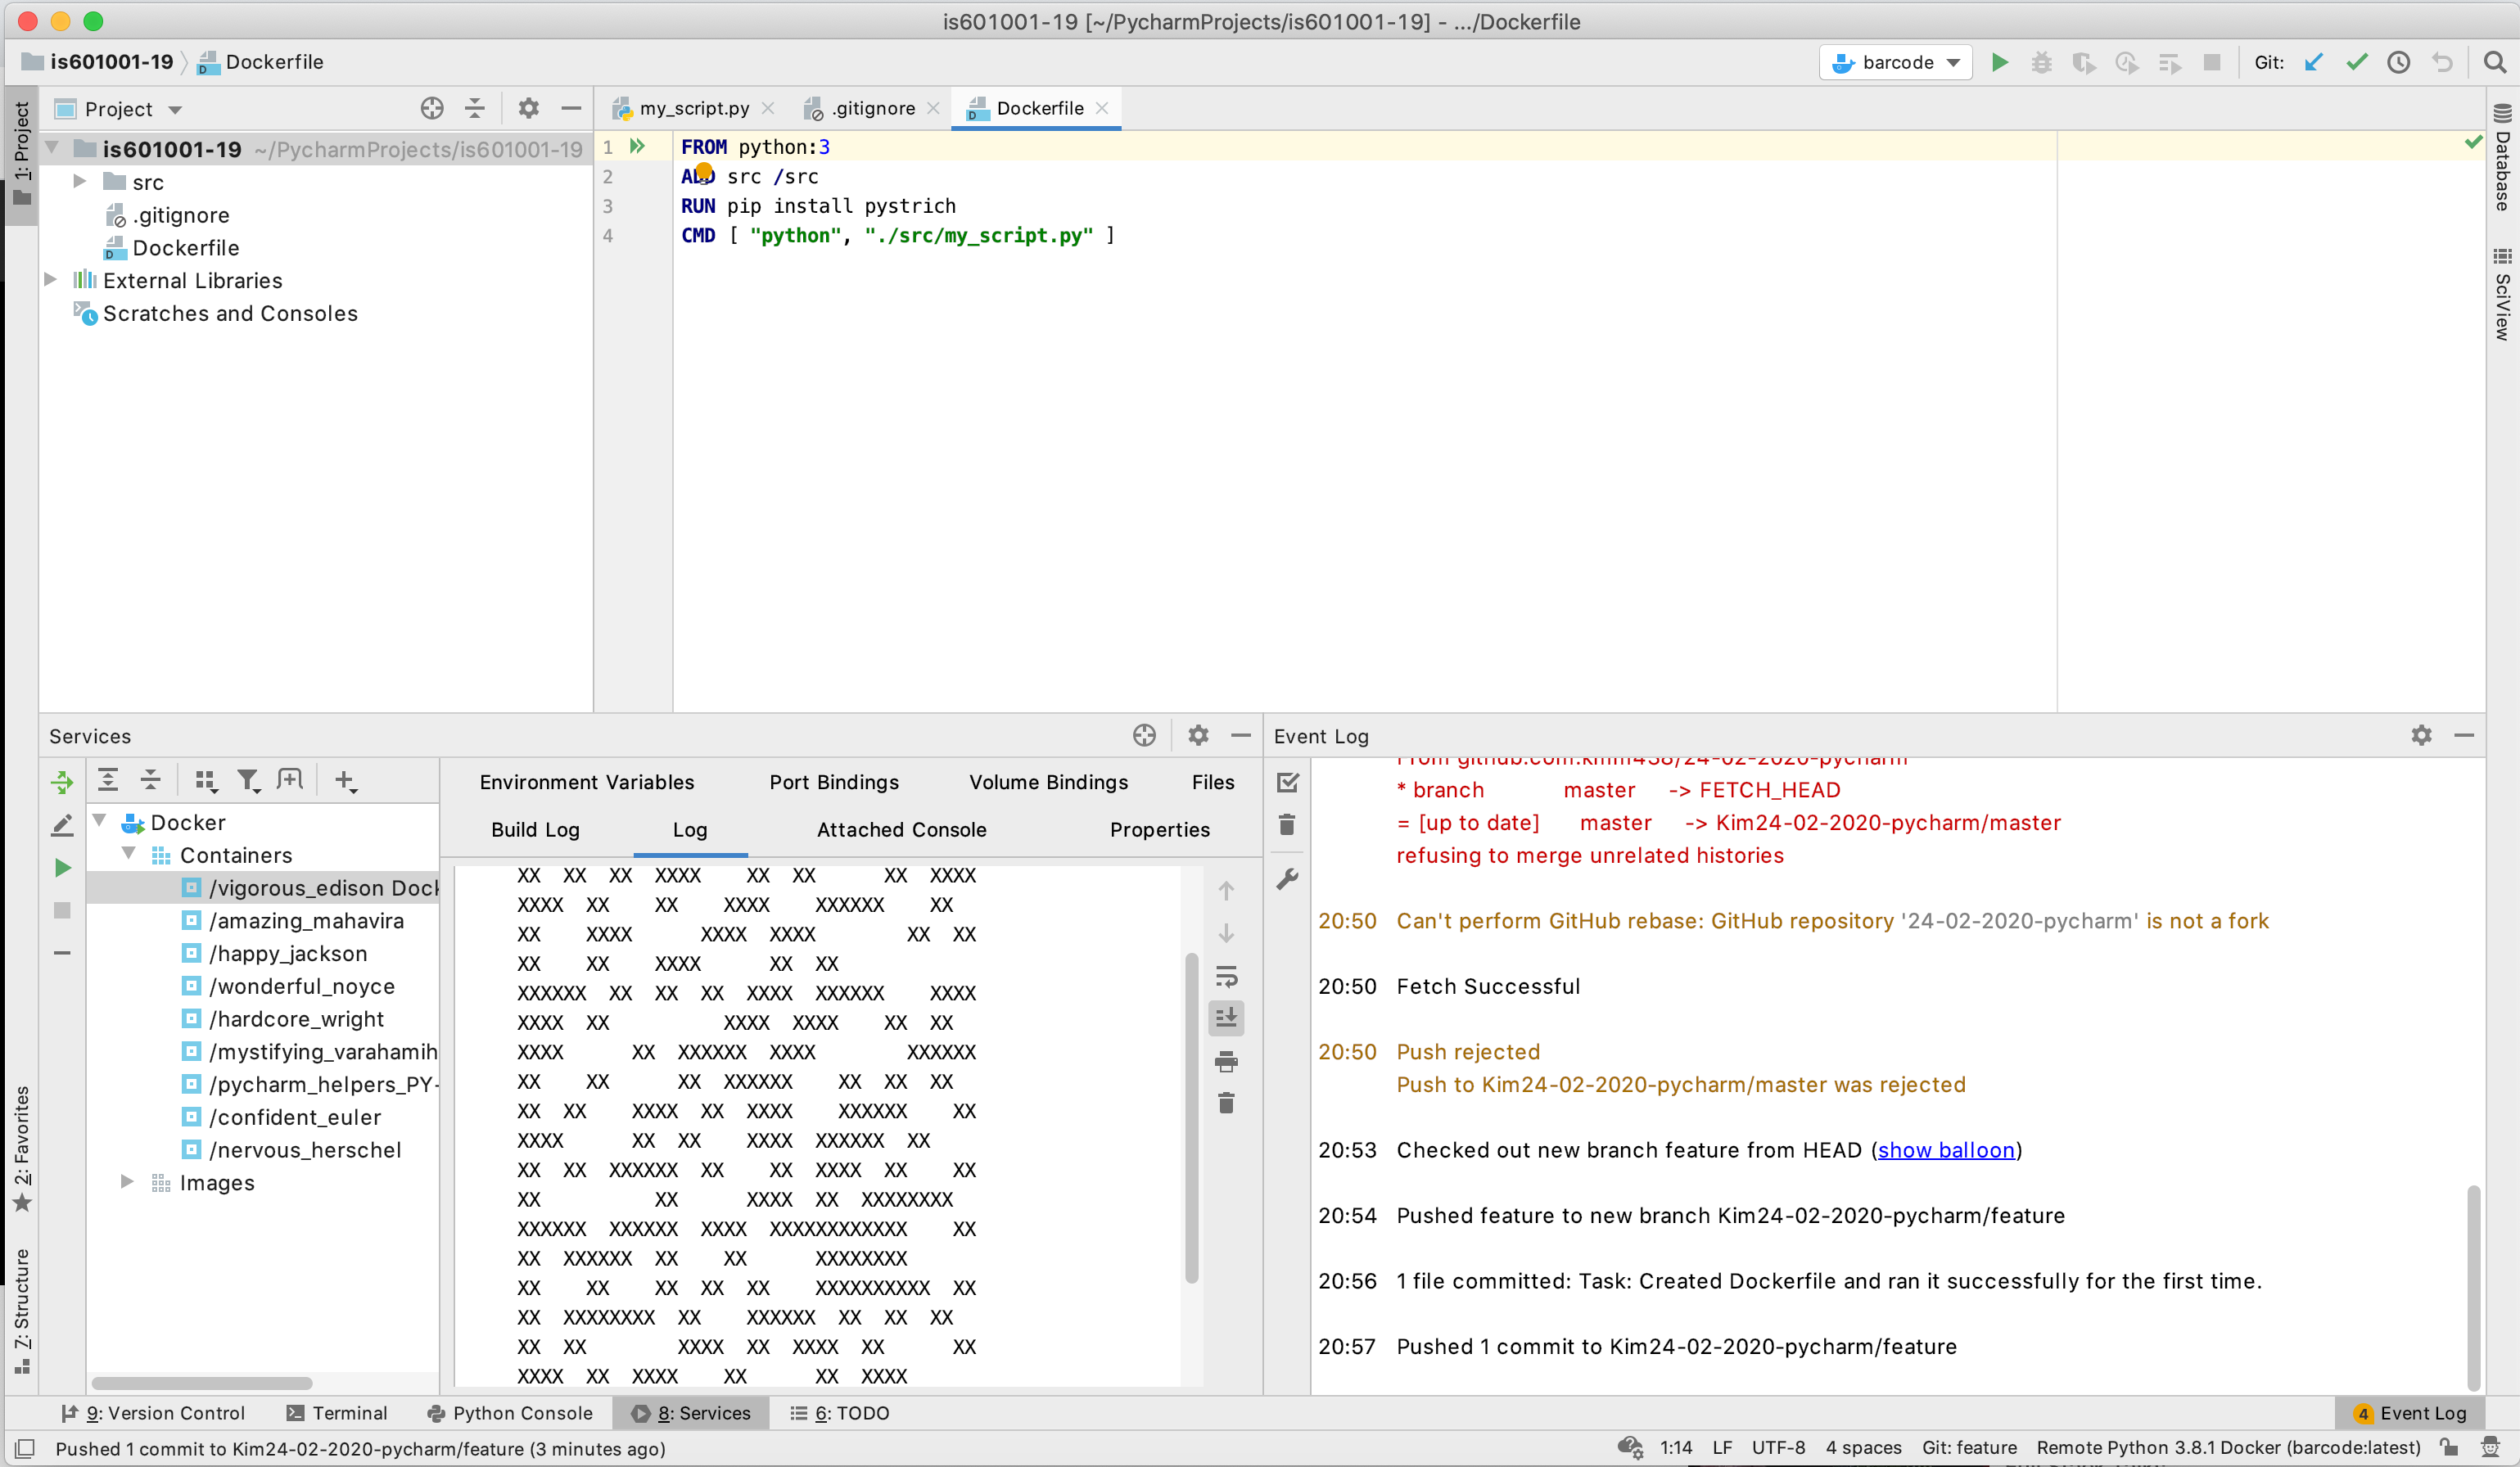 is601001-19 [~/PycharmProjects/is601001-19] - .../Dockerfile
is601001-19 Dockerfile
barcode
Git:
1: Project
Project
is601001-19 ~/PycharmProjects/is601001-19
src
.gitignore
Dockerfile
External Libraries
Scratches and Consoles
my_script.py .gitignore Dockerfile
1 FROM python:3
2 ADD src /src
3 RUN pip install pystrich
4 CMD [ "python", "./src/my_script.py" ]
Database
SciView
Services
Docker
Containers
/vigorous_edison Dock
/amazing_mahavira
/happy_jackson
/wonderful_noyce
/hardcore_wright
/mystifying_varahamih
/pycharm_helpers_PY-
/confident_euler
/nervous_herschel
Images
Environment Variables Port Bindings Volume Bindings Files
Build Log Log Attached Console Properties
XX  XX  XX  XXXX    XX  XX      XX  XXXX
XXXX  XX    XX    XXXX    XXXXXX    XX
XX    XXXX      XXXX  XXXX        XX  XX
XX    XX    XXXX      XX  XX
XXXXXX  XX  XX  XX  XXXX  XXXXXX    XXXX
XXXX  XX          XXXX  XXXX    XX  XX
XXXX      XX  XXXXXX  XXXX        XXXXXX
XX    XX      XX  XXXXXX    XX  XX  XX
XX  XX    XXXX  XX  XXXX    XXXXXX    XX
XXXX      XX  XX    XXXX  XXXXXX  XX
XX  XX  XXXXXX  XX    XX  XXXX  XX    XX
XX          XX      XXXX  XX  XXXXXXXX
XXXXXX  XXXXXX  XXXX  XXXXXXXXXXXX    XX
XX  XXXXXX  XX    XX      XXXXXXXX
XX    XX    XX  XX  XX    XXXXXXXXXX  XX
XX  XXXXXXXX  XX    XXXXXX  XX  XX  XX
XX  XX        XXXX  XX  XXXX  XX      XX
XXXX  XX  XXXX    XX      XX  XXXX
Event Log
From github.com:kmm438/24-02-2020-pycharm
* branch master -> FETCH_HEAD
= [up to date] master -> Kim24-02-2020-pycharm/master
refusing to merge unrelated histories
20:50 Can't perform GitHub rebase: GitHub repository '24-02-2020-pycharm' is not a fork
20:50 Fetch Successful
20:50 Push rejected
Push to Kim24-02-2020-pycharm/master was rejected
20:53 Checked out new branch feature from HEAD (show balloon)
20:54 Pushed feature to new branch Kim24-02-2020-pycharm/feature
20:56 1 file committed: Task: Created Dockerfile and ran it successfully for the first time.
20:57 Pushed 1 commit to Kim24-02-2020-pycharm/feature
2: Favorites
7: Structure
9: Version Control Terminal Python Console 8: Services 6: TODO 4 Event Log
Pushed 1 commit to Kim24-02-2020-pycharm/feature (3 minutes ago) 1:14 LF UTF-8 4 spaces Git: feature Remote Python 3.8.1 Docker (barcode:latest)